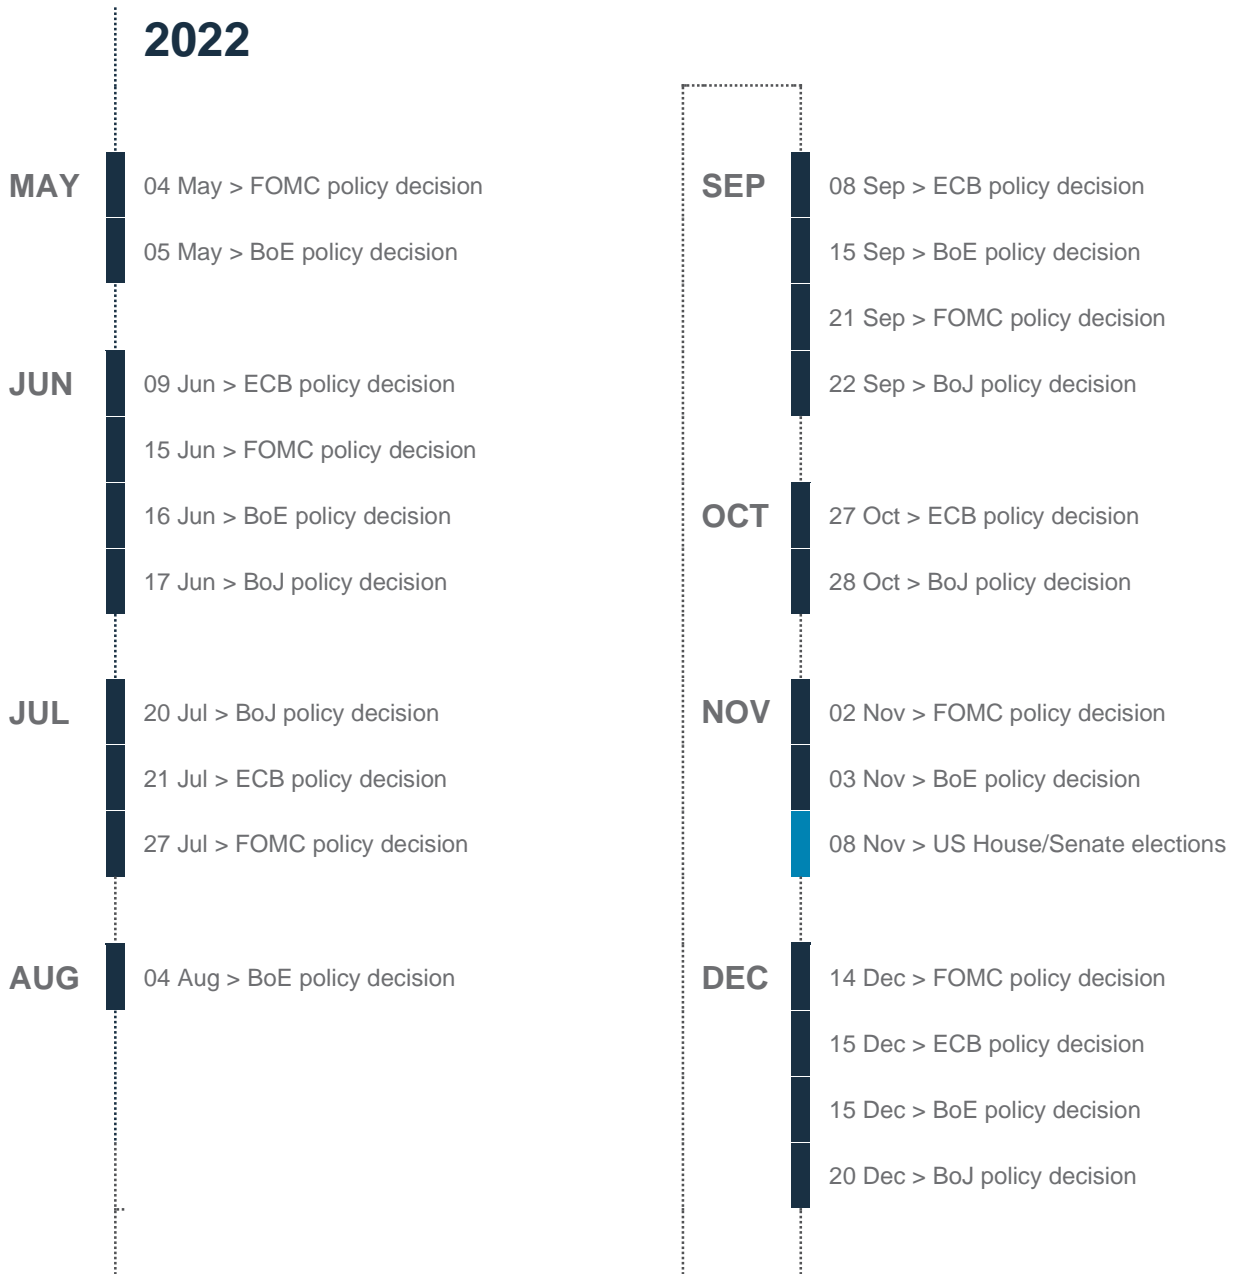 2022
MAY
04 May > FOMC policy decision
05 May > BoE policy decision
JUN
09 Jun > ECB policy decision
15 Jun > FOMC policy decision
16 Jun > BoE policy decision
17 Jun > BoJ policy decision
JUL
20 Jul > BoJ policy decision
21 Jul > ECB policy decision
27 Jul > FOMC policy decision
AUG
04 Aug > BoE policy decision
SEP
08 Sep > ECB policy decision
15 Sep > BoE policy decision
21 Sep > FOMC policy decision
22 Sep > BoJ policy decision
OCT
27 Oct > ECB policy decision
28 Oct > BoJ policy decision
NOV
02 Nov > FOMC policy decision
03 Nov > BoE policy decision
08 Nov > US House/Senate elections
DEC
14 Dec > FOMC policy decision
15 Dec > ECB policy decision
15 Dec > BoE policy decision
20 Dec > BoJ policy decision